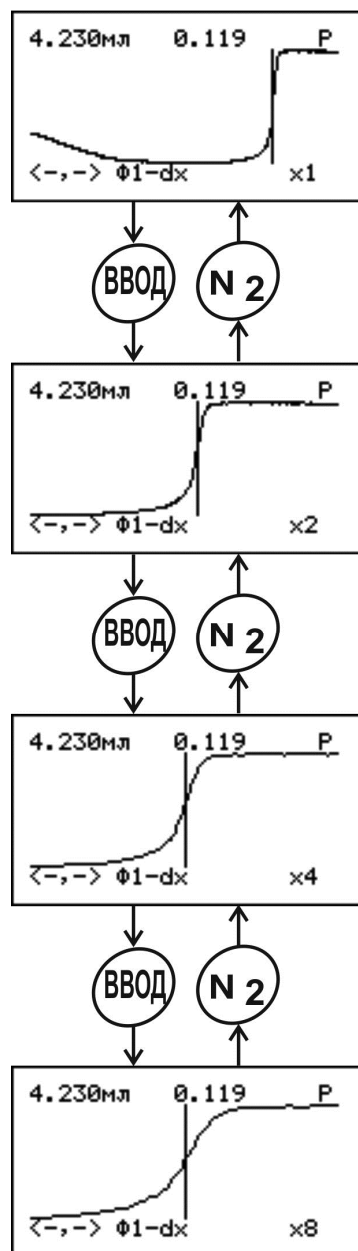 4.230мл 0.119 P
<-,-> Ф1-dx x1
ВВОД N 2
4.230мл 0.119 P
<-,-> Ф1-dx x2
ВВОД N 2
4.230мл 0.119 P
<-,-> Ф1-dx x4
ВВОД N 2
4.230мл 0.119 P
<-,-> Ф1-dx x8